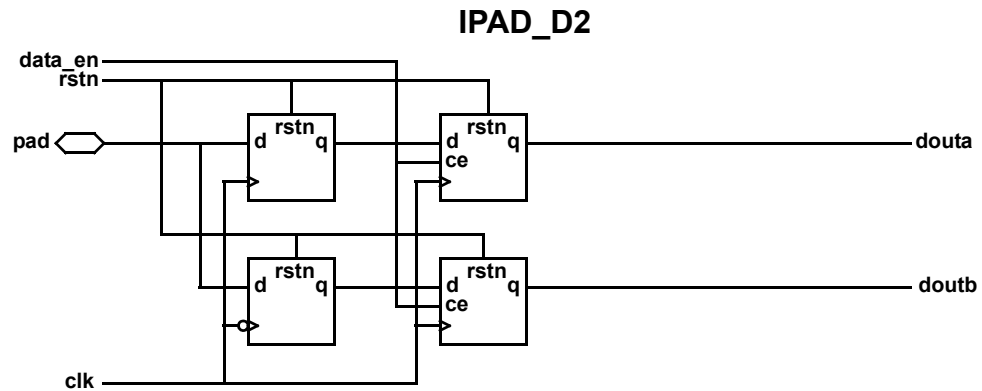 IPAD_D2
data_en
rstn
rstn
rstn
pad
d
q
d
q
douta
ce
rstn
rstn
d
q
d
q
doutb
ce
clk